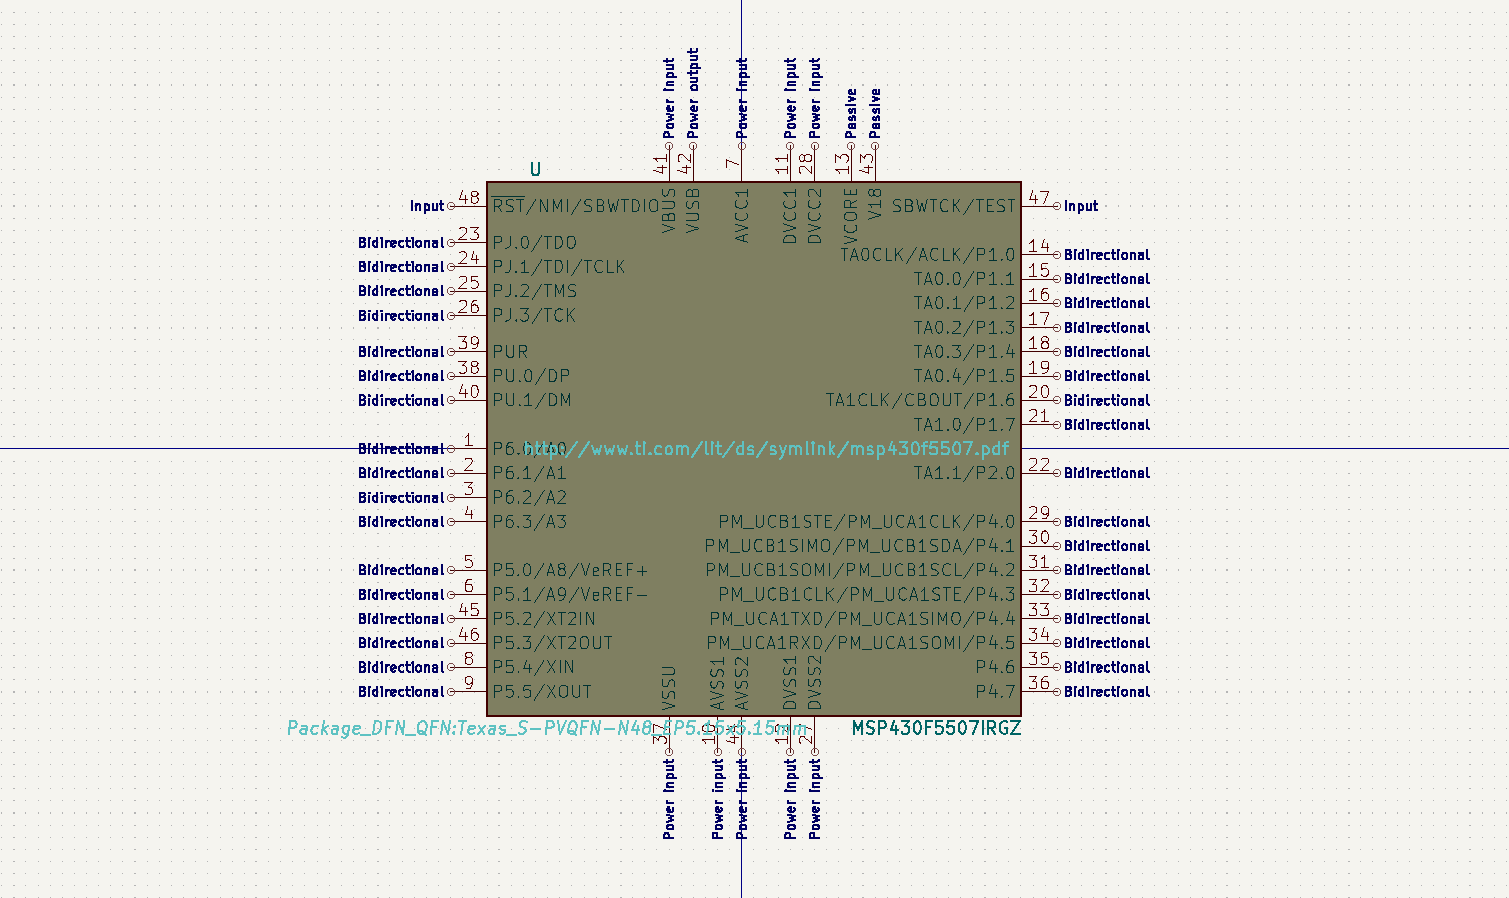 Power input
Power output
Power input
Power input
Power input
Passive
Passive
41
42
7
11
28
13
43
U
VBUS
VUSB
AVCC1
DVCC1
DVCC2
VCORE
V18
Input 48 RST/NMI/SBWTDIO
SBWTCK/TEST 47 Input
Bidirectional 23 PJ.0/TDO
TA0CLK/ACLK/P1.0 14 Bidirectional
Bidirectional 24 PJ.1/TDI/TCLK
TA0.0/P1.1 15 Bidirectional
Bidirectional 25 PJ.2/TMS
TA0.1/P1.2 16 Bidirectional
Bidirectional 26 PJ.3/TCK
TA0.2/P1.3 17 Bidirectional
Bidirectional 39 PUR
TA0.3/P1.4 18 Bidirectional
Bidirectional 38 PU.0/DP
TA0.4/P1.5 19 Bidirectional
Bidirectional 40 PU.1/DM
TA1CLK/CBOUT/P1.6 20 Bidirectional
TA1.0/P1.7 21 Bidirectional
Bidirectional 1 P6.0/A0
http://www.ti.com/lit/ds/symlink/msp430f5507.pdf
Bidirectional 2 P6.1/A1
TA1.1/P2.0 22 Bidirectional
Bidirectional 3 P6.2/A2
Bidirectional 4 P6.3/A3
PM_UCB1STE/PM_UCA1CLK/P4.0 29 Bidirectional
PM_UCB1SIMO/PM_UCB1SDA/P4.1 30 Bidirectional
Bidirectional 5 P5.0/A8/VeREF+
PM_UCB1SOMI/PM_UCB1SCL/P4.2 31 Bidirectional
Bidirectional 6 P5.1/A9/VeREF-
PM_UCB1CLK/PM_UCA1STE/P4.3 32 Bidirectional
Bidirectional 45 P5.2/XT2IN
PM_UCA1TXD/PM_UCA1SIMO/P4.4 33 Bidirectional
Bidirectional 46 P5.3/XT2OUT
PM_UCA1RXD/PM_UCA1SOMI/P4.5 34 Bidirectional
Bidirectional 8 P5.4/XIN
P4.6 35 Bidirectional
Bidirectional 9 P5.5/XOUT
P4.7 36 Bidirectional
VSSU
AVSS1
AVSS2
DVSS1
DVSS2
Package_DFN_QFN:Texas_S-PVQFN-N48_EP5.15x5.15mm
MSP430F5507IRGZ
37
10
44
12
27
Power input
Power input
Power input
Power input
Power input